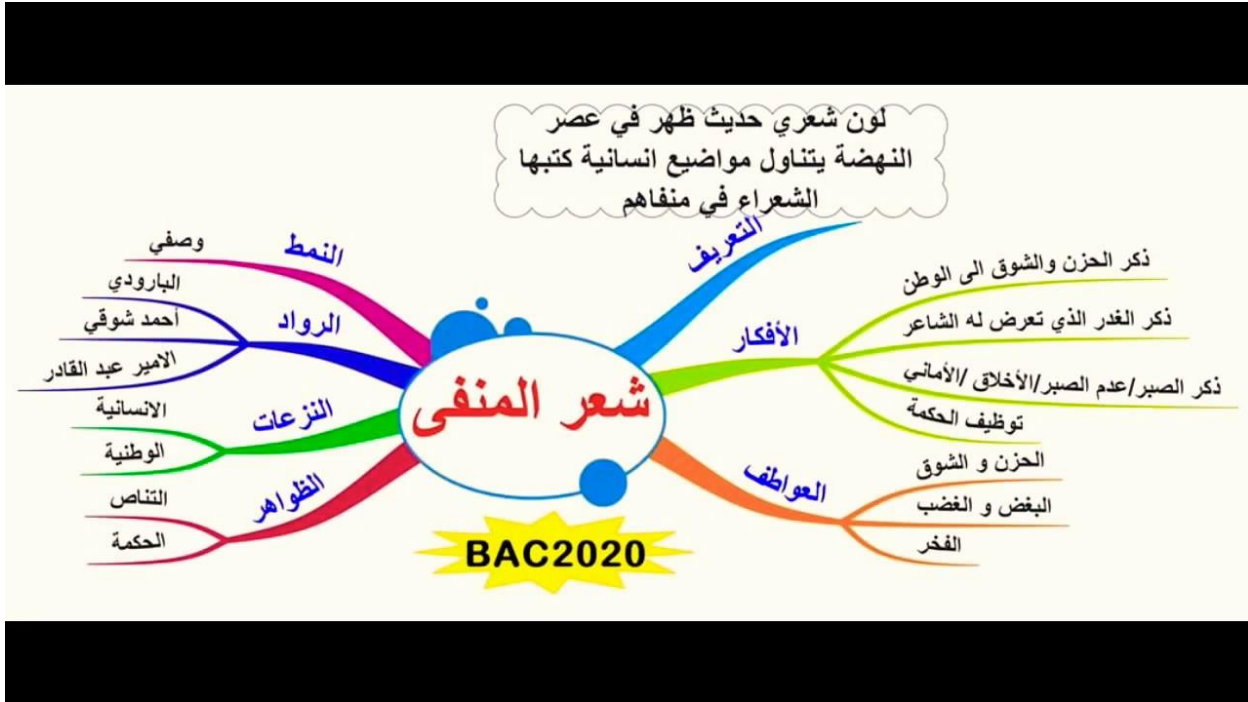 لون شعري حديث ظهر في عصر
النهضة يتناول مواضيع انسانية كتبها
الشعراء في منفاهم
التعريف
شعر المنفى
الأفكار
ذكر الحزن والشوق الى الوطن
ذكر الغدر الذي تعرض له الشاعر
ذكر الصبر/عدم الصبر/الأخلاق /الأماني
توظيف الحكمة
العواطف
الحزن و الشوق
البغض و الغضب
الفخر
النمط
وصفي
الرواد
البارودي
أحمد شوقي
الامير عبد القادر
النزعات
الانسانية
الوطنية
الظواهر
التناص
الحكمة
BAC2020